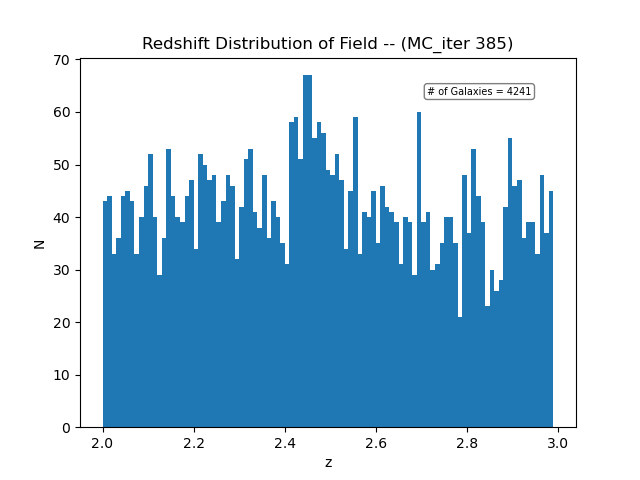 Redshift Distribution of Field -- (MC_iter 385)
# of Galaxies = 4241
70
60
50
40
30
20
10
0
N
2.0 2.2 2.4 2.6 2.8 3.0
z